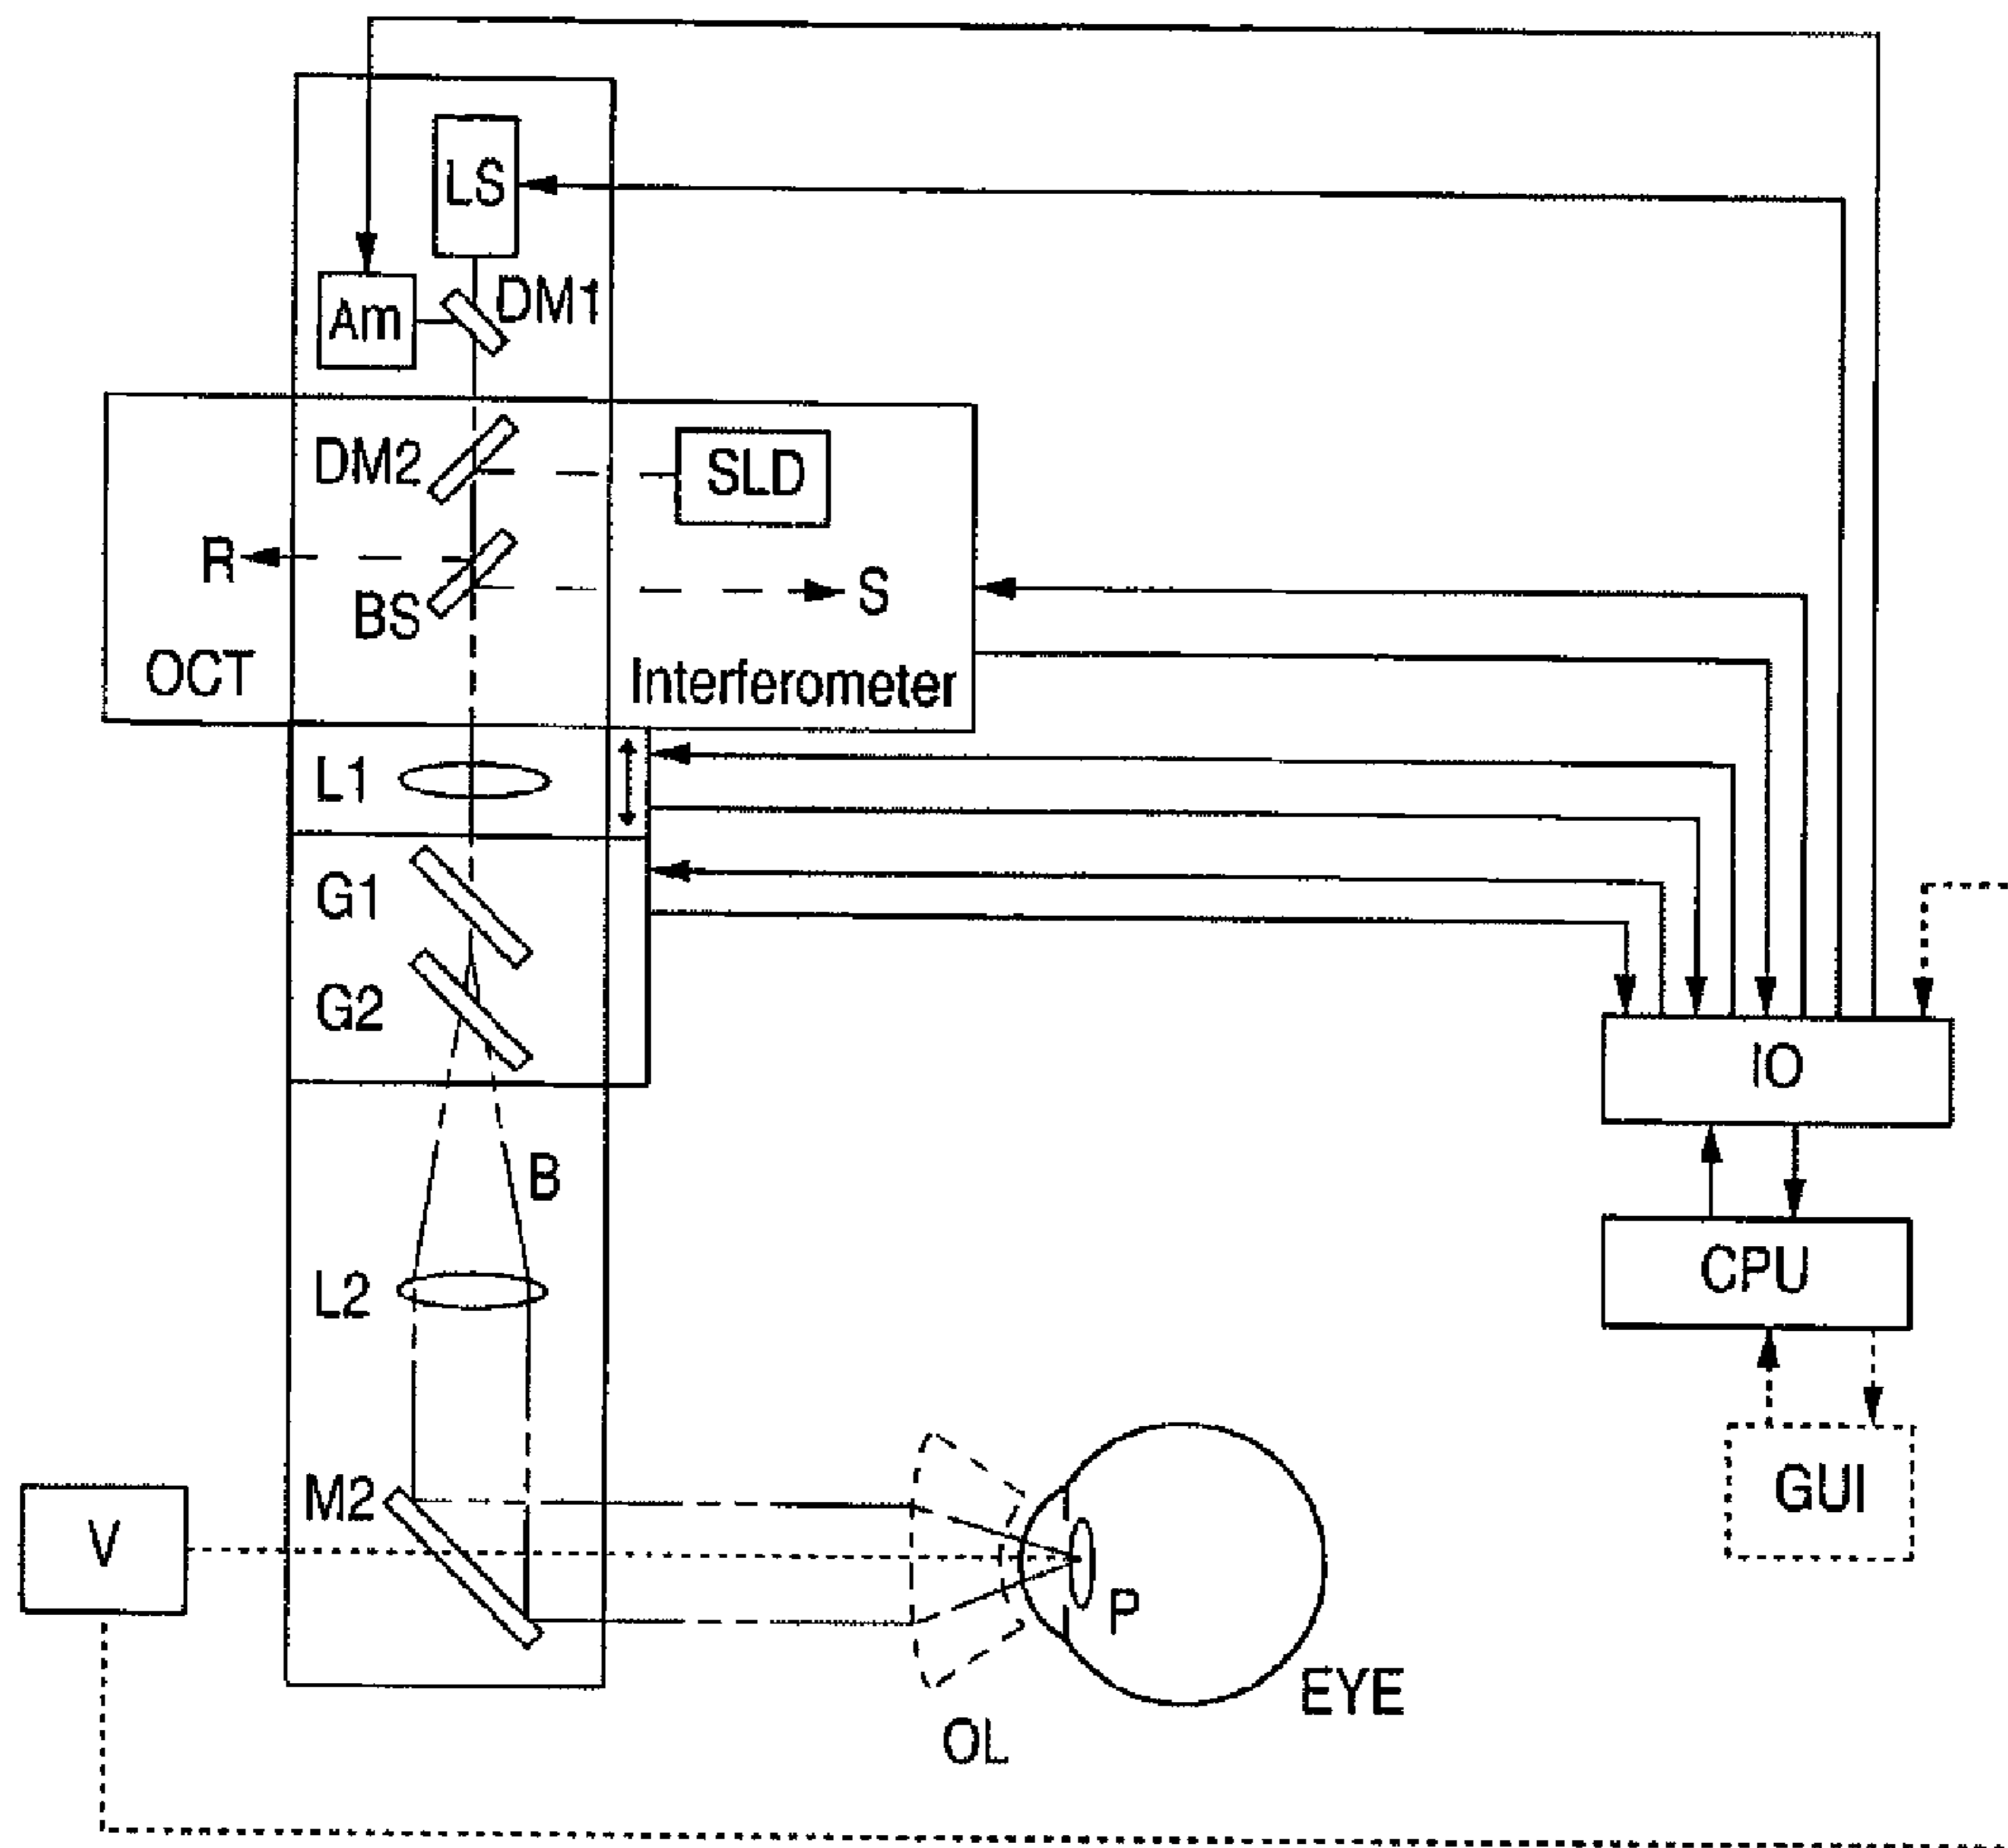 LS
DM1
Am
DM2
SLD
R
S
BS
OCT
Interferometer
L1
G1
G2
IO
B
CPU
L2
GUI
M2
V
P
EYE
OL